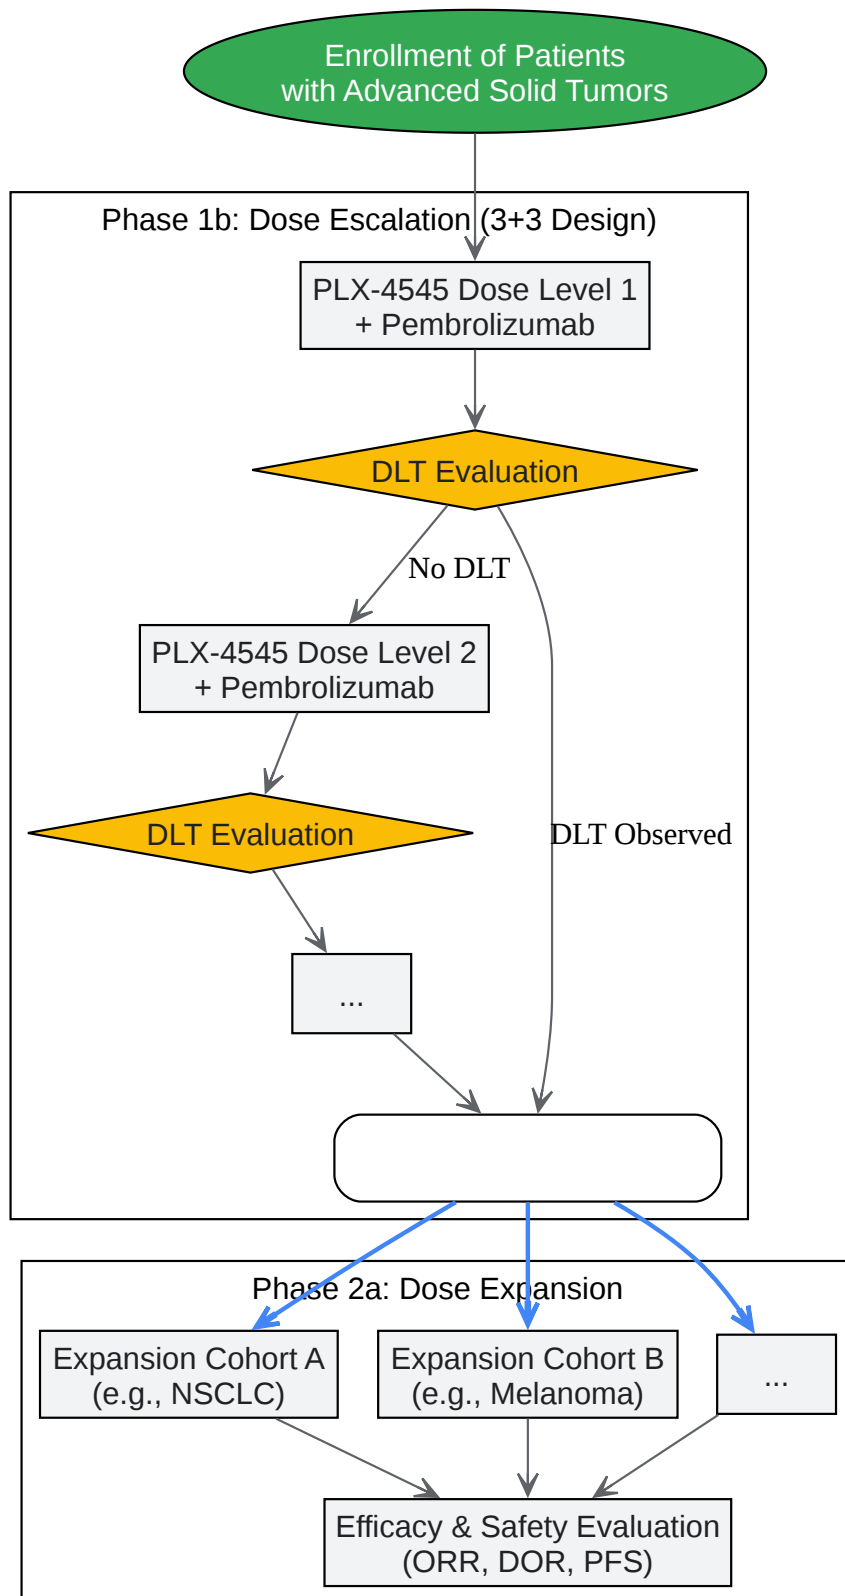 Enrollment of Patients
with Advanced Solid Tumors
Phase 1b: Dose Escalation (3+3 Design)
PLX-4545 Dose Level 1
+ Pembrolizumab
DLT Evaluation
No DLT
PLX-4545 Dose Level 2
+ Pembrolizumab
DLT Evaluation
DLT Observed
...
Phase 2a: Dose Expansion
Expansion Cohort A
(e.g., NSCLC)
Expansion Cohort B
(e.g., Melanoma)
...
Efficacy & Safety Evaluation
(ORR, DOR, PFS)